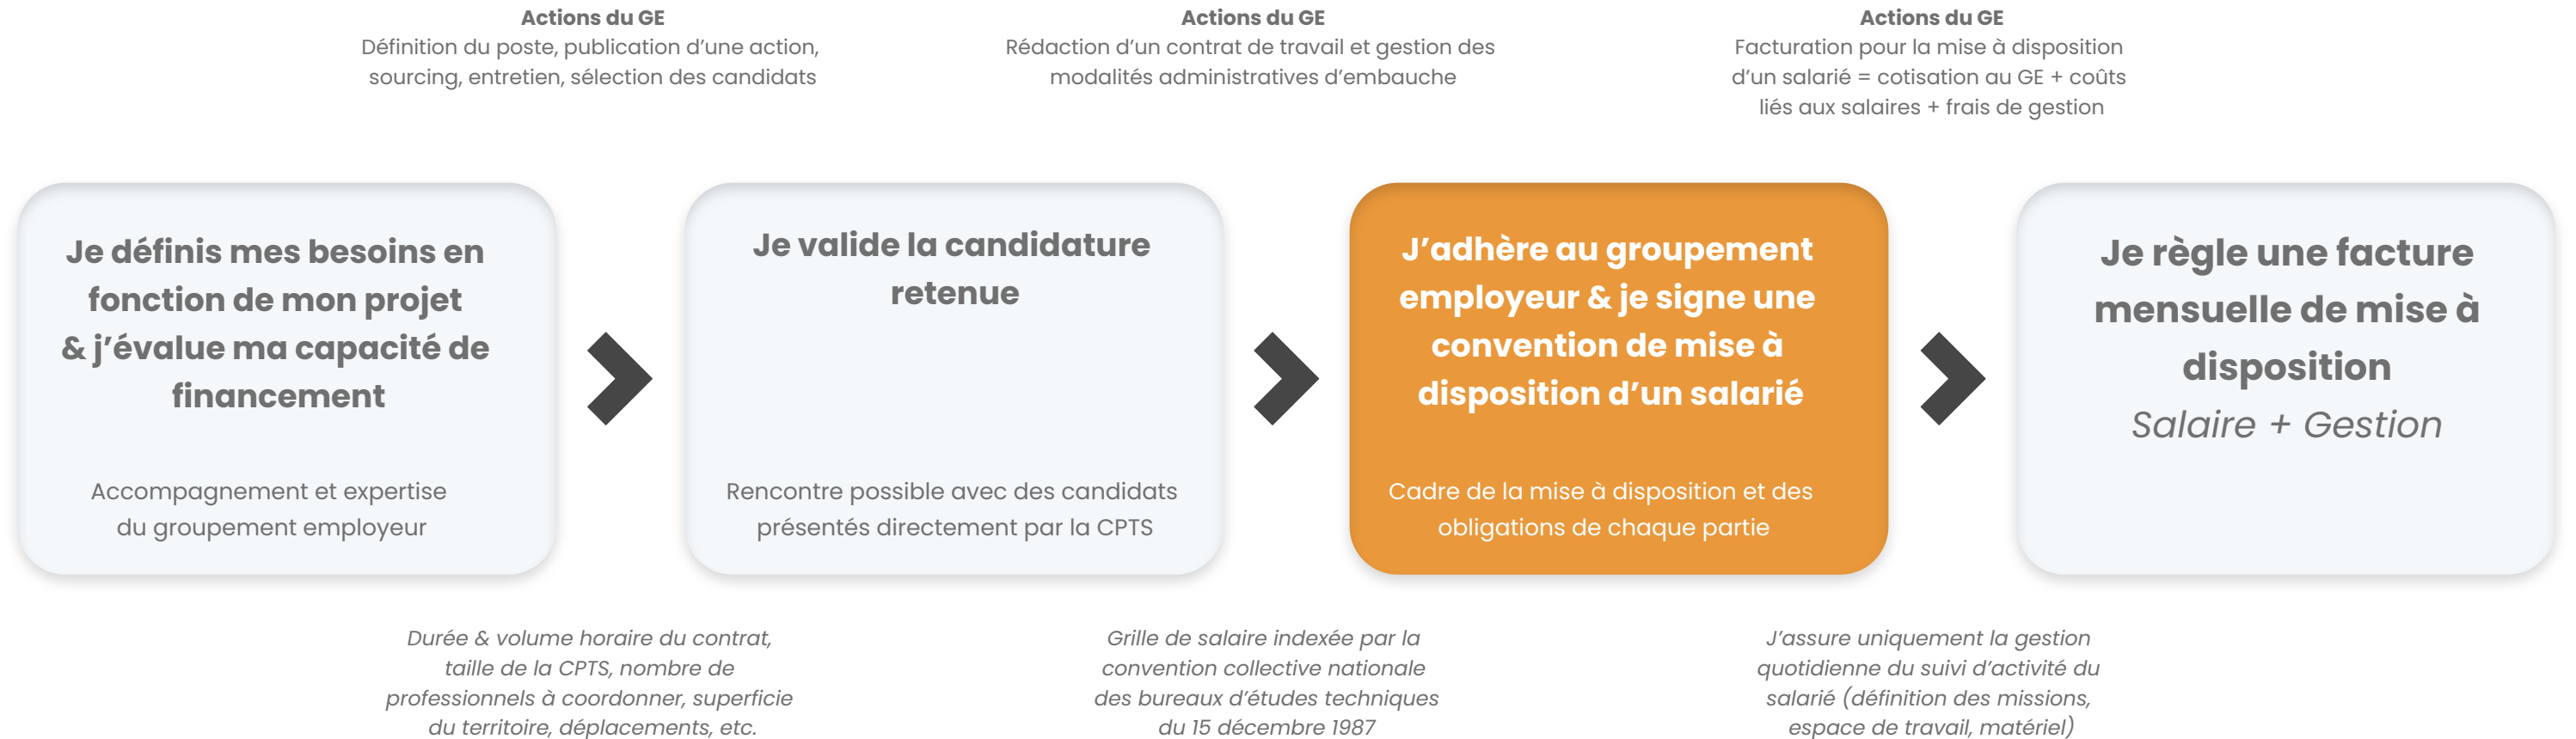 Actions du GE
Définition du poste, publication d’une action,
sourcing, entretien, sélection des candidats
Actions du GE
Rédaction d’un contrat de travail et gestion des
modalités administratives d’embauche
Actions du GE
Facturation pour la mise à disposition
d’un salarié = cotisation au GE + coûts
liés aux salaires + frais de gestion
Je définis mes besoins en
fonction de mon projet
& j’évalue ma capacité de
financement
Accompagnement et expertise
du groupement employeur
Je valide la candidature
retenue
Rencontre possible avec des candidats
présentés directement par la CPTS
J’adhère au groupement
employeur & je signe une
convention de mise à
disposition d’un salarié
Cadre de la mise à disposition et des
obligations de chaque partie
Je règle une facture
mensuelle de mise à
disposition
Salaire + Gestion
Durée & volume horaire du contrat,
taille de la CPTS, nombre de
professionnels à coordonner, superficie
du territoire, déplacements, etc.
Grille de salaire indexée par la
convention collective nationale
des bureaux d’études techniques
du 15 décembre 1987
J’assure uniquement la gestion
quotidienne du suivi d’activité du
salarié (définition des missions,
espace de travail, matériel)